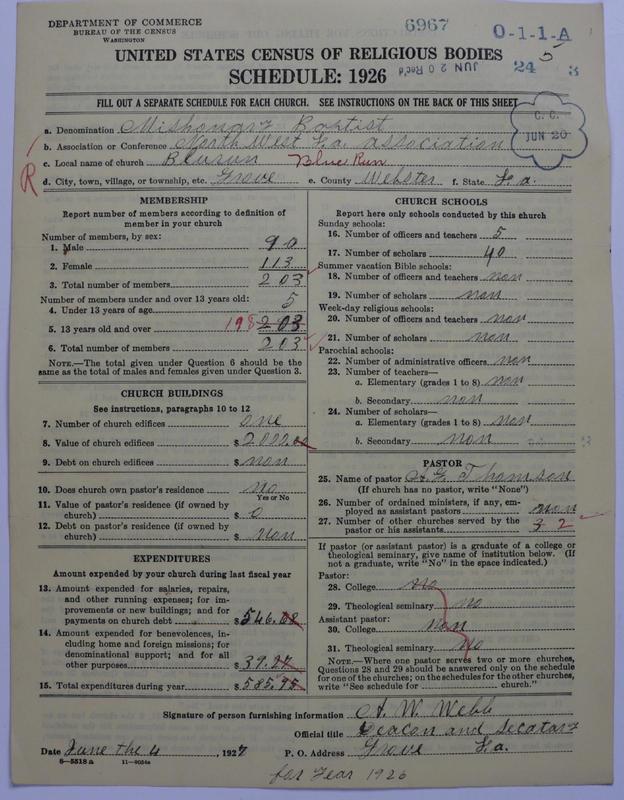 DEPARTMENT OF COMMERCE
BUREAU OF THE CENSUS
WASHINGTON
6967
O-1-1-A
5
JUN 20 Rec'd
24
3
UNITED STATES CENSUS OF RELIGIOUS BODIES
SCHEDULE: 1926
FILL OUT A SEPARATE SCHEDULE FOR EACH CHURCH. SEE INSTRUCTIONS ON THE BACK OF THIS SHEET
C. C.
JUN 20
R
a. Denomination Mishonary Baptist
b. Association or Conference North West La. association
c. Local name of church Blurun Blue Run
d. City, town, village, or township, etc. Grove e. County Webster f. State La.
MEMBERSHIP
Report number of members according to definition of
member in your church
Number of members, by sex:
1. Male 90
2. Female 113
3. Total number of members 203
Number of members under and over 13 years old:
4. Under 13 years of age 5
5. 13 years old and over 198 203
6. Total number of members 203
NOTE.—The total given under Question 6 should be the
same as the total of males and females given under Question 3.
CHURCH BUILDINGS
See instructions, paragraphs 10 to 12
7. Number of church edifices one
8. Value of church edifices $ 2000.00
9. Debt on church edifices $ non
10. Does church own pastor's residence No
Yes or No
11. Value of pastor's residence (if owned by
church) $ 0
12. Debt on pastor's residence (if owned by
church) $ Non
EXPENDITURES
Amount expended by your church during last fiscal year
13. Amount expended for salaries, repairs,
and other running expenses; for im-
provements or new buildings; and for
payments on church debt $ 546.
14. Amount expended for benevolences, in-
cluding home and foreign missions; for
denominational support; and for all
other purposes $ 39.
15. Total expenditures during year $ 585.95
CHURCH SCHOOLS
Report here only schools conducted by this church
Sunday schools:
16. Number of officers and teachers 5
17. Number of scholars 40
Summer vacation Bible schools:
18. Number of officers and teachers non
19. Number of scholars non
Week-day religious schools:
20. Number of officers and teachers non
21. Number of scholars non
Parochial schools:
22. Number of administrative officers non
23. Number of teachers—
a. Elementary (grades 1 to 8) non
b. Secondary non
24. Number of scholars—
a. Elementary (grades 1 to 8) non
b. Secondary non
PASTOR
25. Name of pastor A. G. Thomson
(If church has no pastor, write "None")
26. Number of ordained ministers, if any, em-
ployed as assistant pastors non
27. Number of other churches served by the
pastor or his assistants 3 2
If pastor (or assistant pastor) is a graduate of a college or
theological seminary, give name of institution below. (If
not a graduate, write "No" in the space indicated.)
Pastor:
28. College no
29. Theological seminary no
Assistant pastor:
30. College non
31. Theological seminary No
NOTE.—Where one pastor serves two or more churches,
Questions 28 and 29 should be answered only on the schedule
for one of the churches; on the schedules for the other churches,
write "See schedule for church."
Signature of person furnishing information A. W. Webb
Official title Deacon and Secatary
Date June the 4, 1927 P. O. Address Grove La.
8-5518 a 11-9034a
for Year 1926